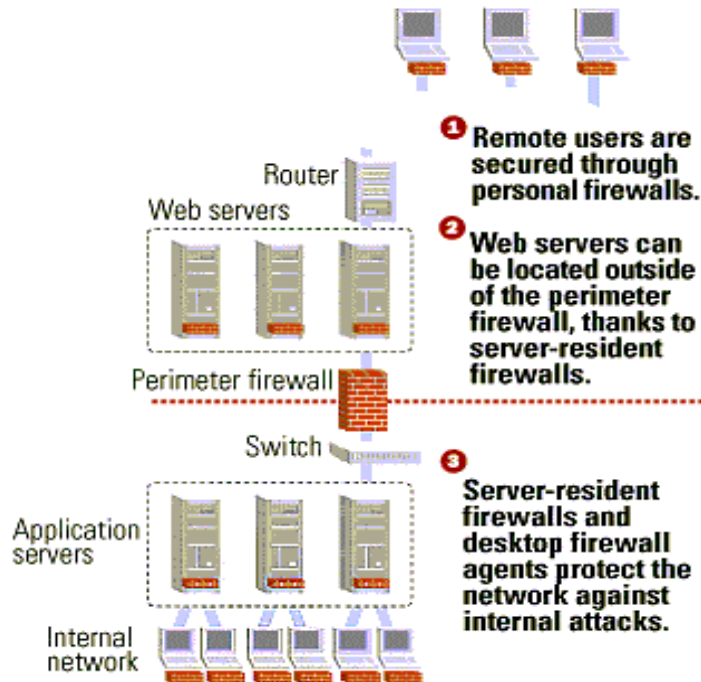 1 Remote users are
secured through
personal firewalls.
Router
Web servers
2 Web servers can
be located outside
of the perimeter
firewall, thanks to
server-resident
firewalls.
Perimeter firewall
Switch
3
Server-resident
firewalls and
desktop firewall
agents protect the
network against
internal attacks.
Application
servers
Internal
network